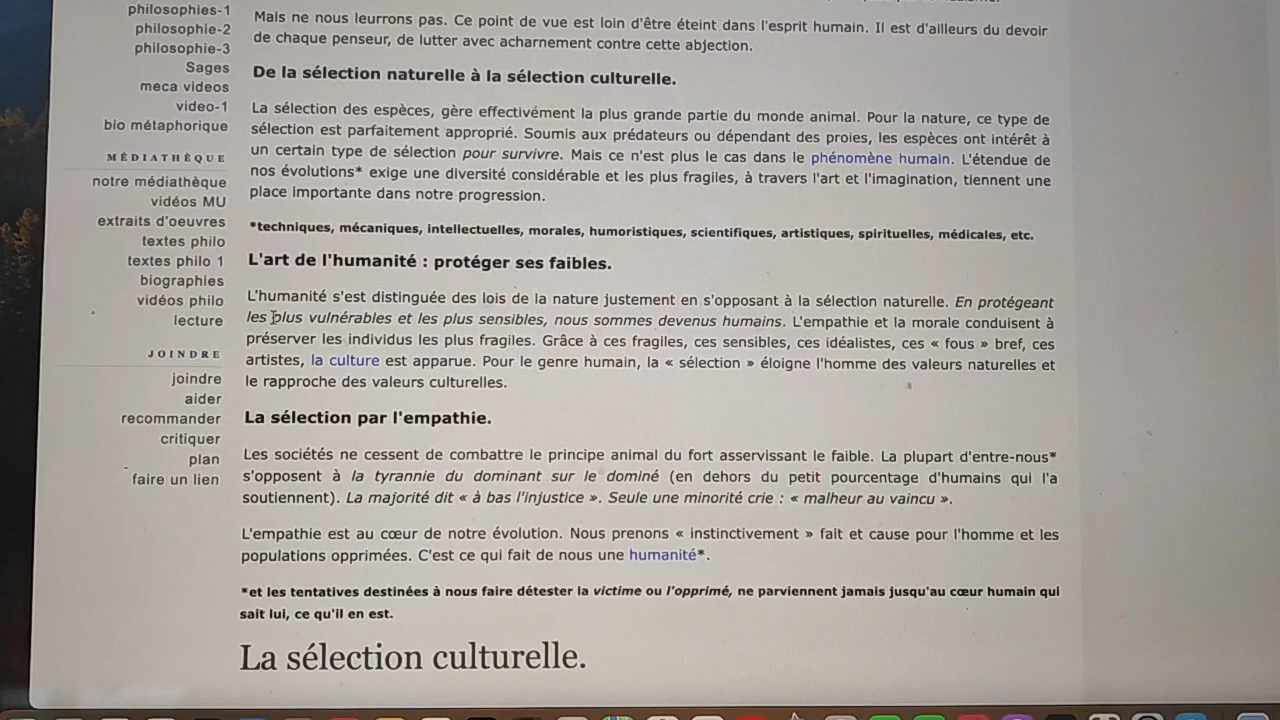 philosophies-1
philosophie-2
philosophie-3
Sages
meca videos
video-1
bio métaphorique
MÉDIATHÈQUE
notre médiathèque
vidéos MU
extraits d'oeuvres
textes philo
textes philo 1
biographies
vidéos philo
lecture
JOINDRE
joindre
aider
recommander
critiquer
plan
faire un lien
Mais ne nous leurrons pas. Ce point de vue est loin d'être éteint dans l'esprit humain. Il est d'ailleurs du devoir
de chaque penseur, de lutter avec acharnement contre cette abjection.
De la sélection naturelle à la sélection culturelle.
La sélection des espèces, gère effectivement la plus grande partie du monde animal. Pour la nature, ce type de
sélection est parfaitement approprié. Soumis aux prédateurs ou dépendant des proies, les espèces ont intérêt à
un certain type de sélection pour survivre. Mais ce n'est plus le cas dans le phénomène humain. L'étendue de
nos évolutions* exige une diversité considérable et les plus fragiles, à travers l'art et l'imagination, tiennent une
place importante dans notre progression.
*techniques, mécaniques, intellectuelles, morales, humoristiques, scientifiques, artistiques, spirituelles, médicales, etc.
L'art de l'humanité : protéger ses faibles.
L'humanité s'est distinguée des lois de la nature justement en s'opposant à la sélection naturelle. En protégeant
les plus vulnérables et les plus sensibles, nous sommes devenus humains. L'empathie et la morale conduisent à
préserver les individus les plus fragiles. Grâce à ces fragiles, ces sensibles, ces idéalistes, ces « fous » bref, ces
artistes, la culture est apparue. Pour le genre humain, la « sélection » éloigne l'homme des valeurs naturelles et
le rapproche des valeurs culturelles.
La sélection par l'empathie.
Les sociétés ne cessent de combattre le principe animal du fort asservissant le faible. La plupart d'entre-nous*
s'opposent à la tyrannie du dominant sur le dominé (en dehors du petit pourcentage d'humains qui l'a
soutiennent). La majorité dit « à bas l'injustice ». Seule une minorité crie : « malheur au vaincu ».
L'empathie est au cœur de notre évolution. Nous prenons « instinctivement » fait et cause pour l'homme et les
populations opprimées. C'est ce qui fait de nous une humanité*.
*et les tentatives destinées à nous faire détester la victime ou l'opprimé, ne parviennent jamais jusqu'au cœur humain qui
sait lui, ce qu'il en est.
La sélection culturelle.